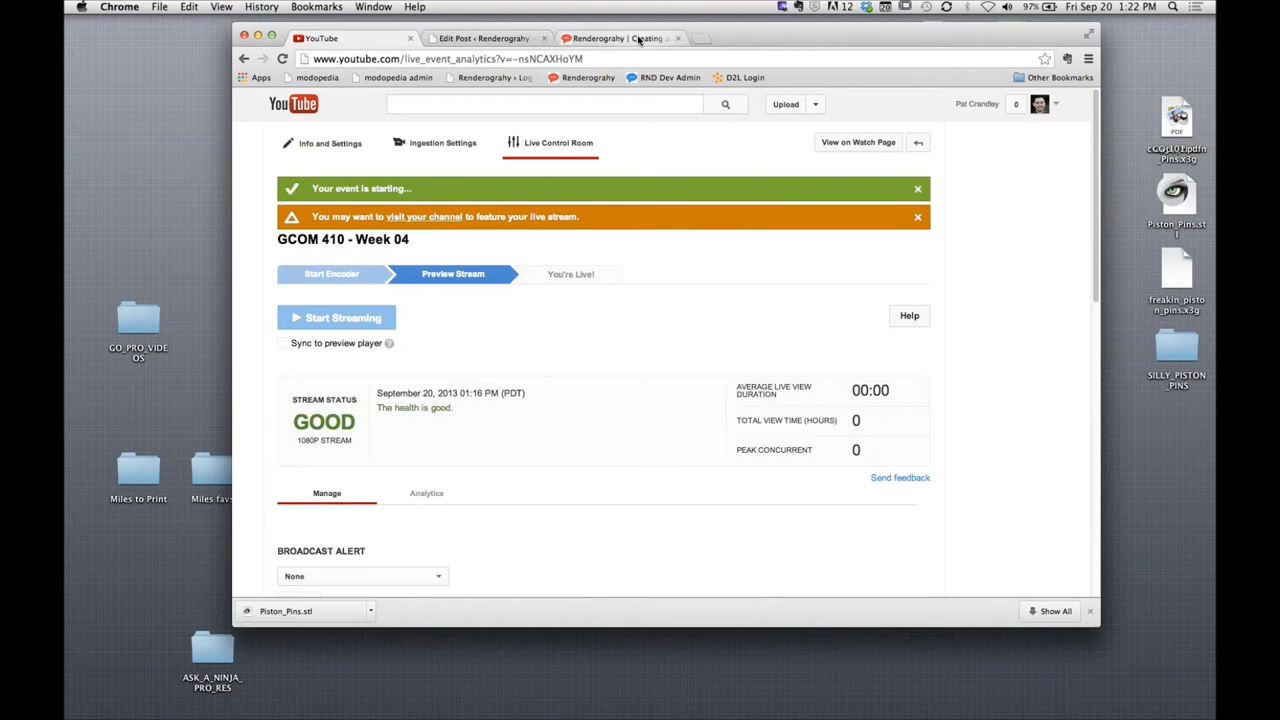 Chrome File Edit View History Bookmarks Window Help 12 20 97% Fri Sep 20 1:22 PM
YouTube Edit Post ‹ Renderograhy – Renderograhy | Creating a
www.youtube.com/live_event_analytics?v=-nsNCAXHoYM
Apps modopedia modopedia admin Renderograhy › Log Renderograhy RND Dev Admin D2L Login Other Bookmarks
YouTube Upload Pat Crandley 0
Info and Settings Ingestion Settings Live Control Room View on Watch Page
Your event is starting...
You may want to visit your channel to feature your live stream.
GCOM 410 - Week 04
Start Encoder Preview Stream You're Live!
Start Streaming Help
Sync to preview player ?
STREAM STATUS
GOOD
1080P STREAM
September 20, 2013 01:16 PM (PDT)
The health is good.
AVERAGE LIVE VIEW
DURATION 00:00
TOTAL VIEW TIME (HOURS) 0
PEAK CONCURRENT 0
Send feedback
Manage Analytics
BROADCAST ALERT
None
Piston_Pins.stl Show All
GO_PRO_VIDE
OS
Miles to Print Miles favs
ASK_A_NINJA_
PRO_RES
PDF
Pins.x3g
Piston_Pins.st
l
freakin_pisto
n_pins.x3g
SILLY_PISTON
_PINS